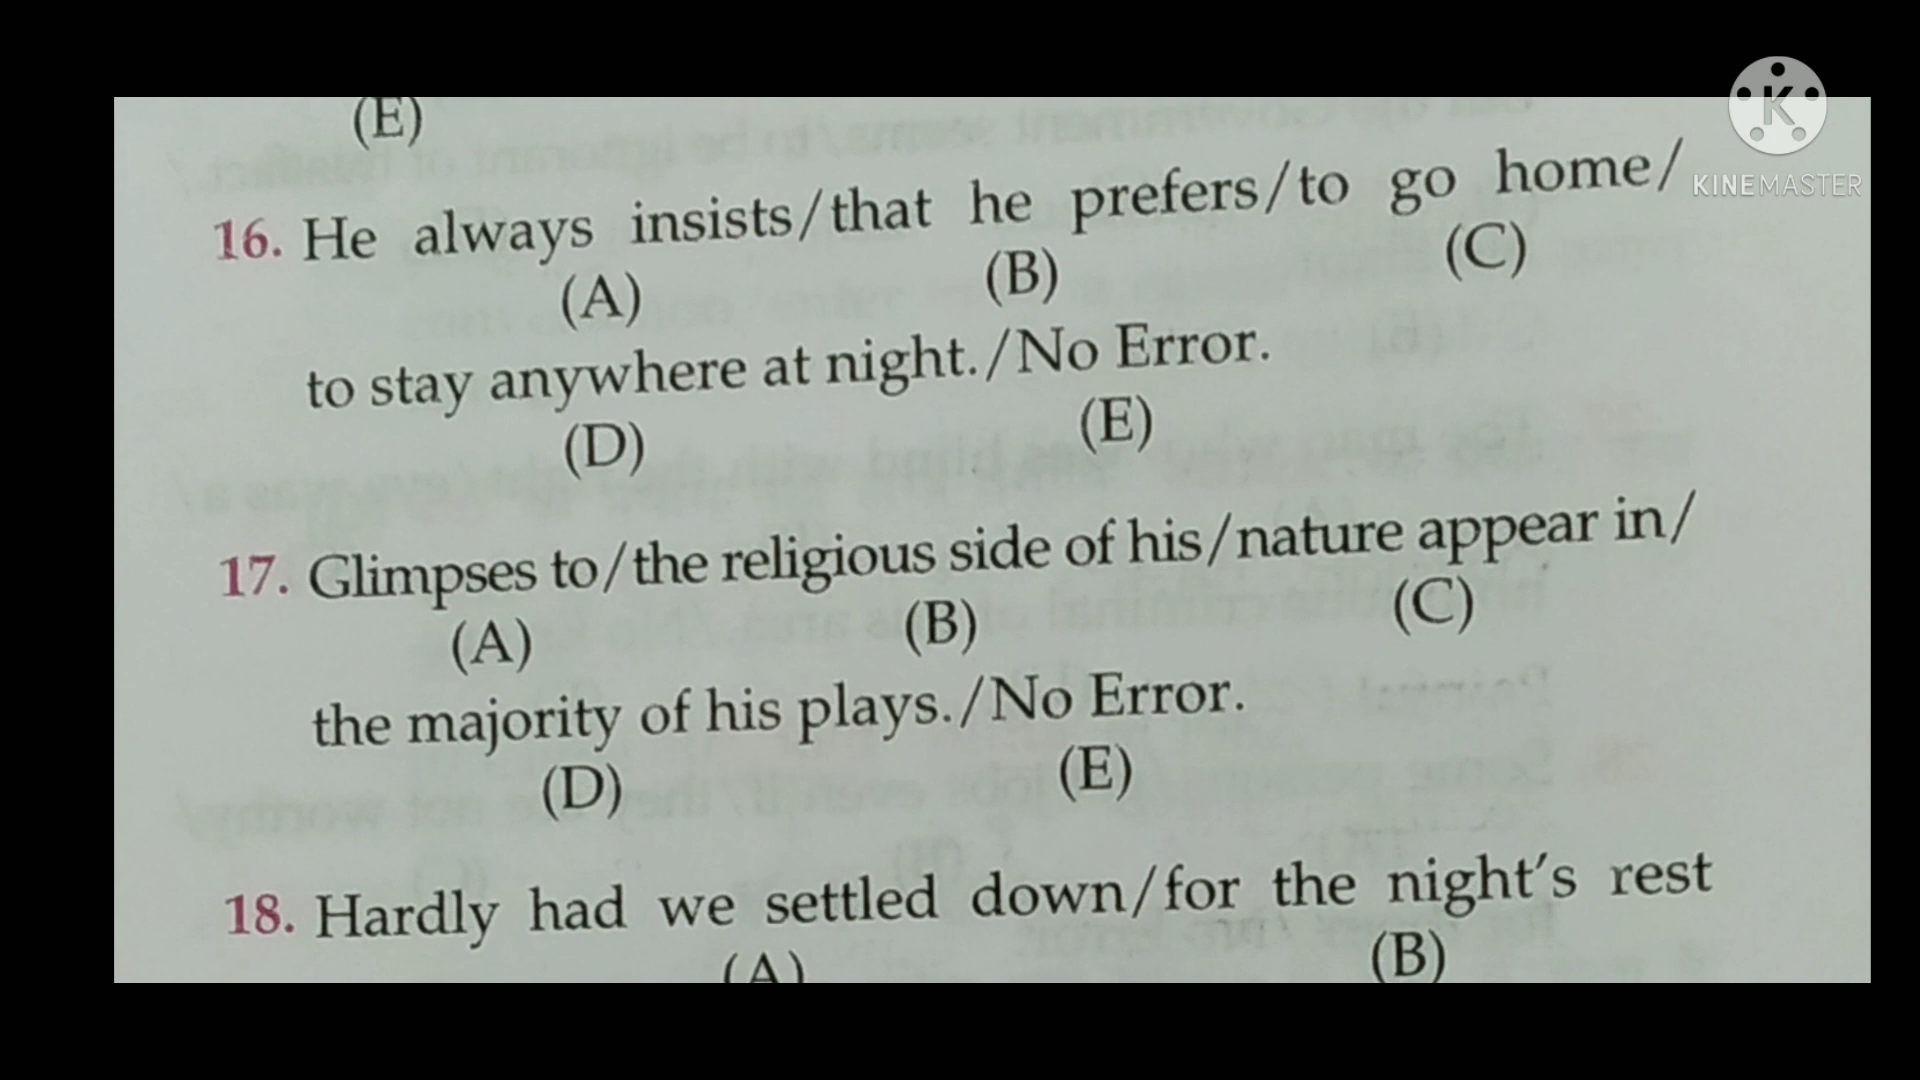 (E)
K
KINEMASTER
16. He always insists/that he prefers/to go home/
(A) (B) (C)
to stay anywhere at night./No Error.
(D) (E)
17. Glimpses to/the religious side of his/nature appear in/
(A) (B) (C)
the majority of his plays./No Error.
(D) (E)
18. Hardly had we settled down/for the night's rest
(A) (B)